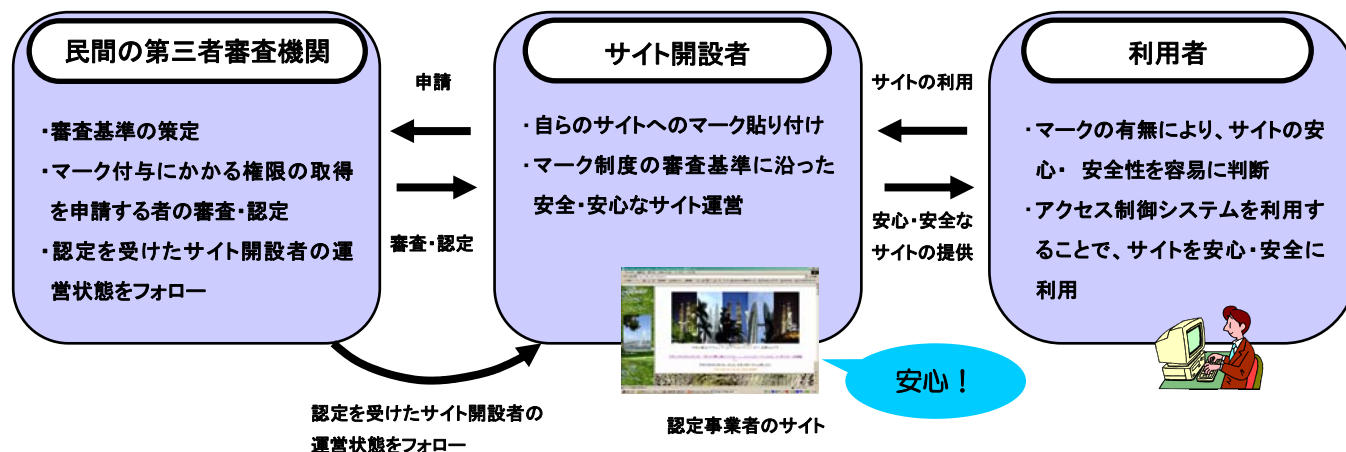 民間の第三者審査機関
・審査基準の策定
・マーク付与にかかる権限の取得
を申請する者の審査・認定
・認定を受けたサイト開設者の運
営状態をフォロー
申請
審査・認定
認定を受けたサイト開設者の
運営状態をフォロー
サイト開設者
・自らのサイトへのマーク貼り付け
・マーク制度の審査基準に沿った
安全・安心なサイト運営
認定事業者のサイト
安心！
サイトの利用
安心・安全な
サイトの提供
利用者
・マークの有無により、サイトの安
心・ 安全性を容易に判断
・アクセス制御システムを利用す
ることで、サイトを安心・安全に
利用